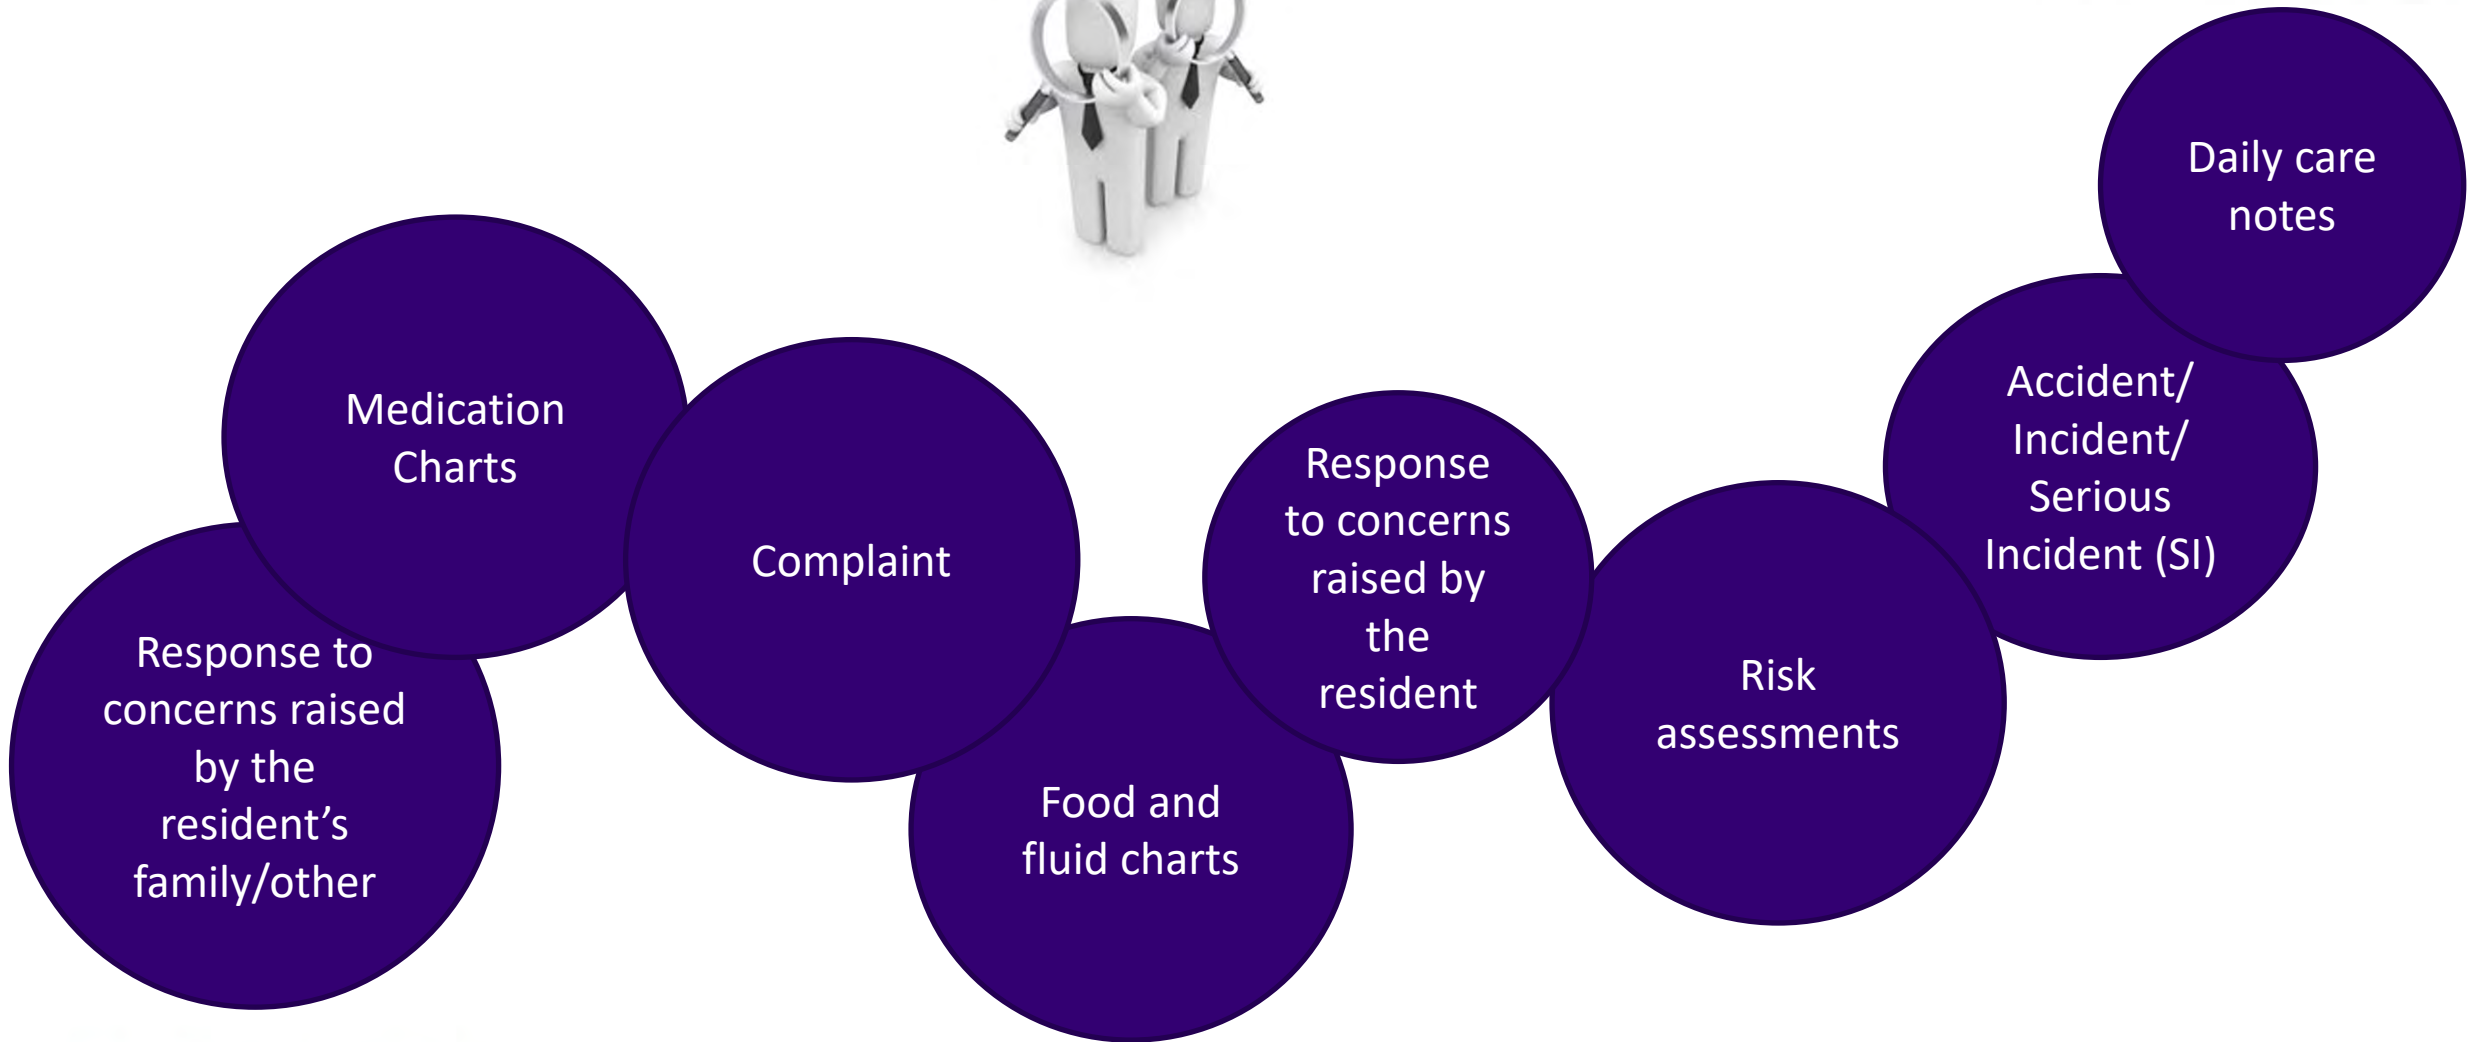 Response to
concerns raised
by the
resident’s
family/other
Medication
Charts
Complaint
Food and
fluid charts
Response
to concerns
raised by
the
resident
Risk
assessments
Accident/
Incident/
Serious
Incident (SI)
Daily care
notes